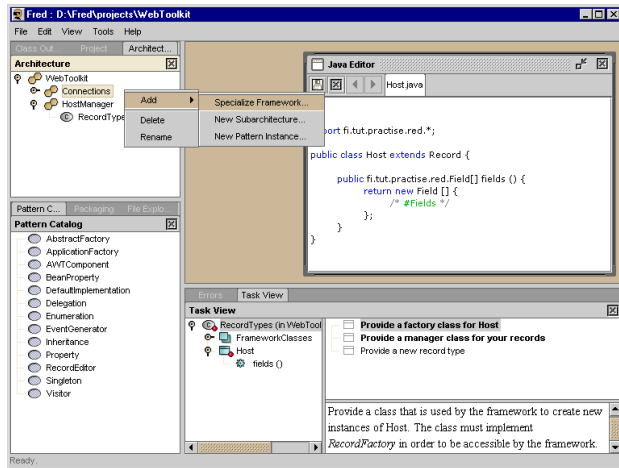 Fred : D:\Fred\projects\WebToolkit
File Edit View Tools Help
Class Out... Project Architect...
Architecture
WebToolkit
Connections
HostManager
RecordType
Add
Delete
Rename
Specialize Framework...
New Subarchitecture...
New Pattern Instance...
Java Editor
Host.java
port fi.tut.practise.red.*;
public class Host extends Record {
public fi.tut.practise.red.Field[] fields () {
return new Field [] {
/* #Fields */
};
}
}
Pattern C... Packaging File Explo...
Pattern Catalog
AbstractFactory
ApplicationFactory
AWTComponent
BeanProperty
DefaultImplementation
Delegation
Enumeration
EventGenerator
Inheritance
Property
RecordEditor
Singleton
Visitor
Errors Task View
Task View
RecordTypes (in WebTool
FrameworkClasses
Host
fields ()
Provide a factory class for Host
Provide a manager class for your records
Provide a new record type
Provide a class that is used by the framework to create new
instances of Host. The class must implement
RecordFactory in order to be accessible by the framework.
Ready.